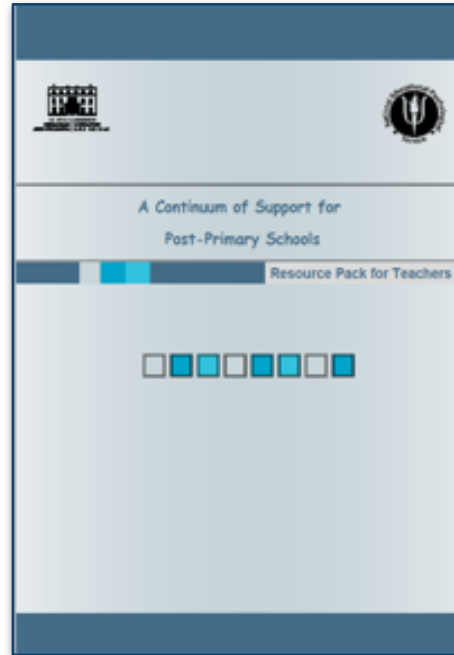 A Continuum of Support for
Post-Primary Schools
Resource Pack for Teachers